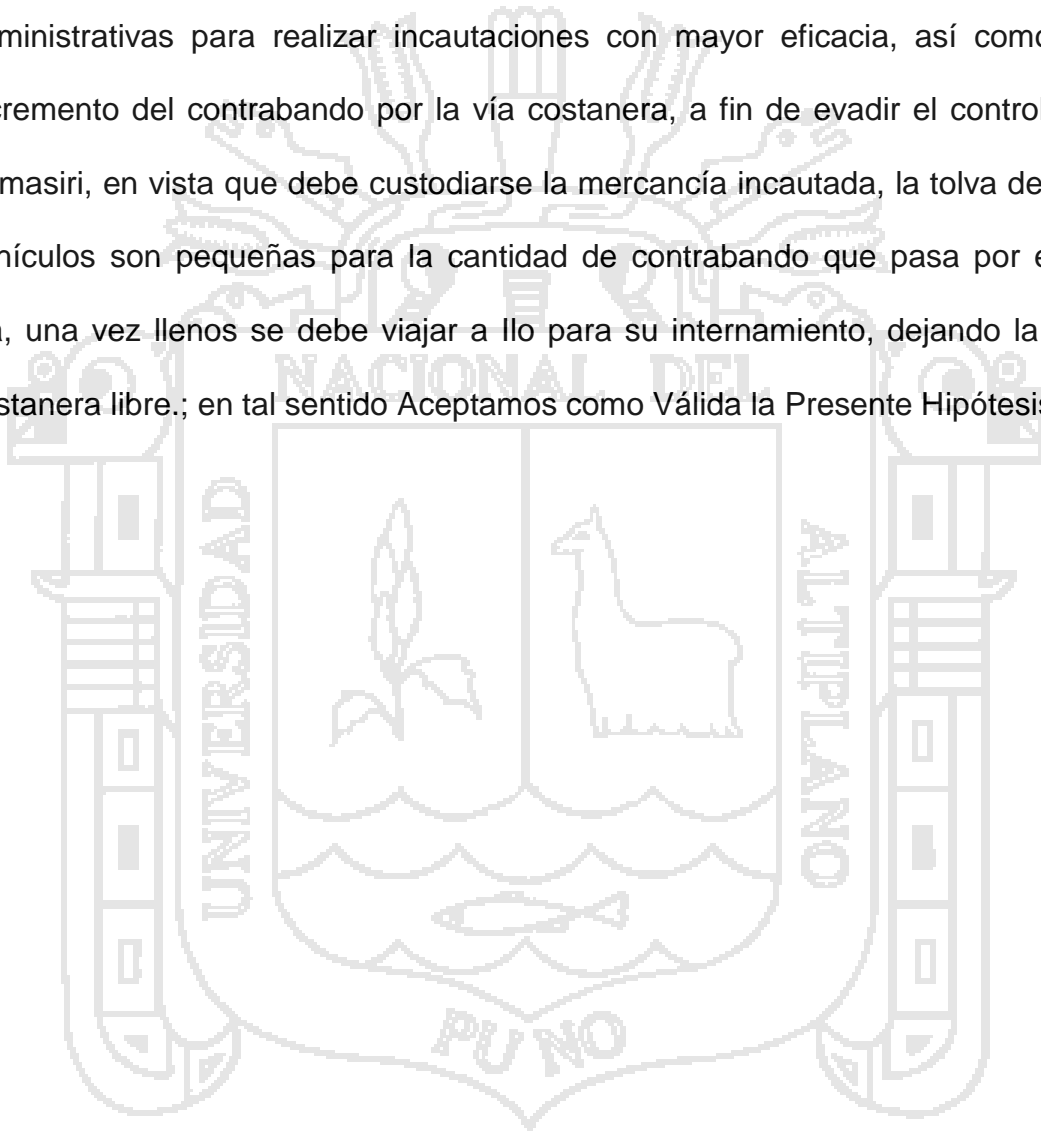 ministrativas para realizar incautaciones con mayor eficacia, así como
cremento del contrabando por la vía costanera, a fin de evadir el control
masiri, en vista que debe custodiarse la mercancía incautada, la tolva de
hículos son pequeñas para la cantidad de contrabando que pasa por e
a, una vez llenos se debe viajar a Ilo para su internamiento, dejando la
stanera libre.; en tal sentido Aceptamos como Válida la Presente Hipótesis
NACIONAL DEL
UNIVERSIDAD
ALTIPLANO
PUNO